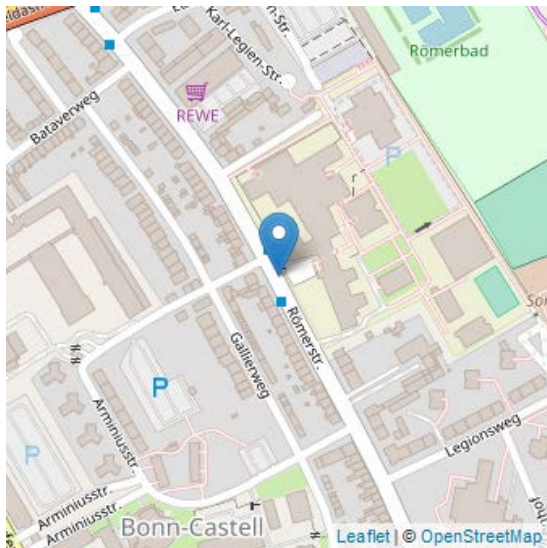 Römerbad
Karl-Legien-Str.
REWE
Bataverweg
P
Römerstr.
Gallierweg
P
Arminiusstr.
P
Legionsweg
Arminiusstr.
Arminiusstr.
Bonn-Castell
Leaflet | © OpenStreetMap